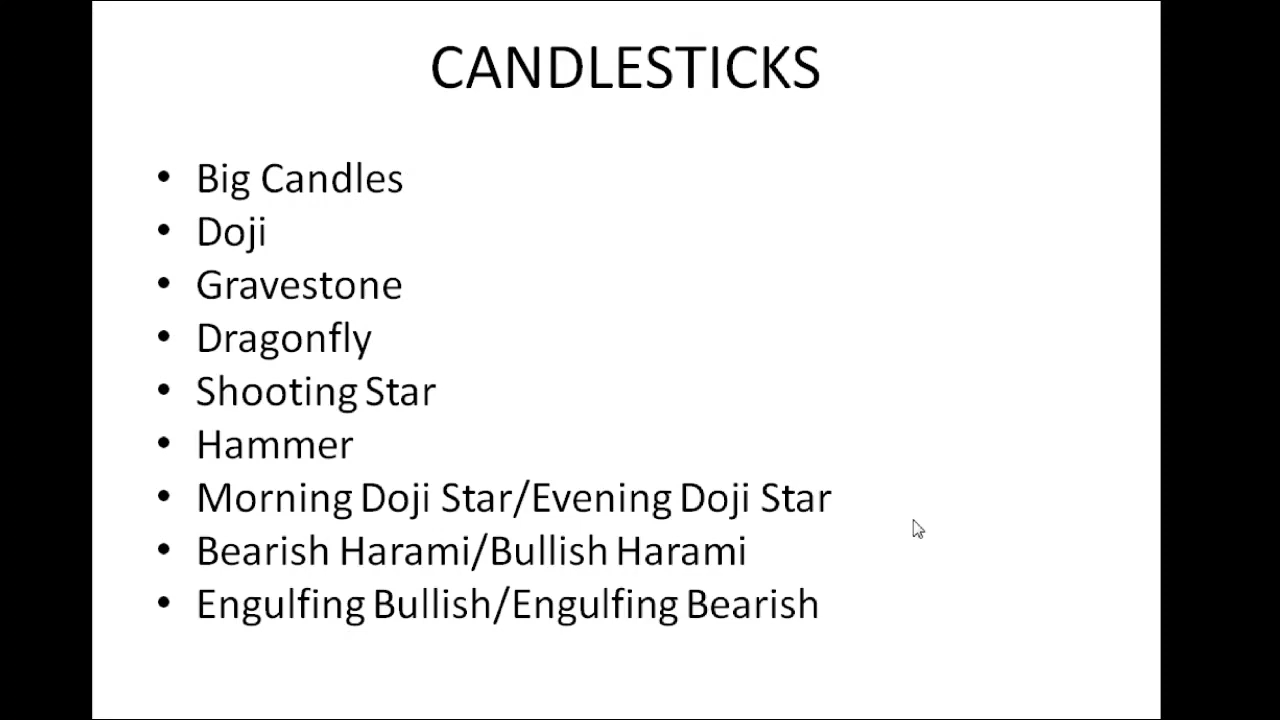 CANDLESTICKS
• Big Candles
• Doji
• Gravestone
• Dragonfly
• Shooting Star
• Hammer
• Morning Doji Star/Evening Doji Star
• Bearish Harami/Bullish Harami
• Engulfing Bullish/Engulfing Bearish